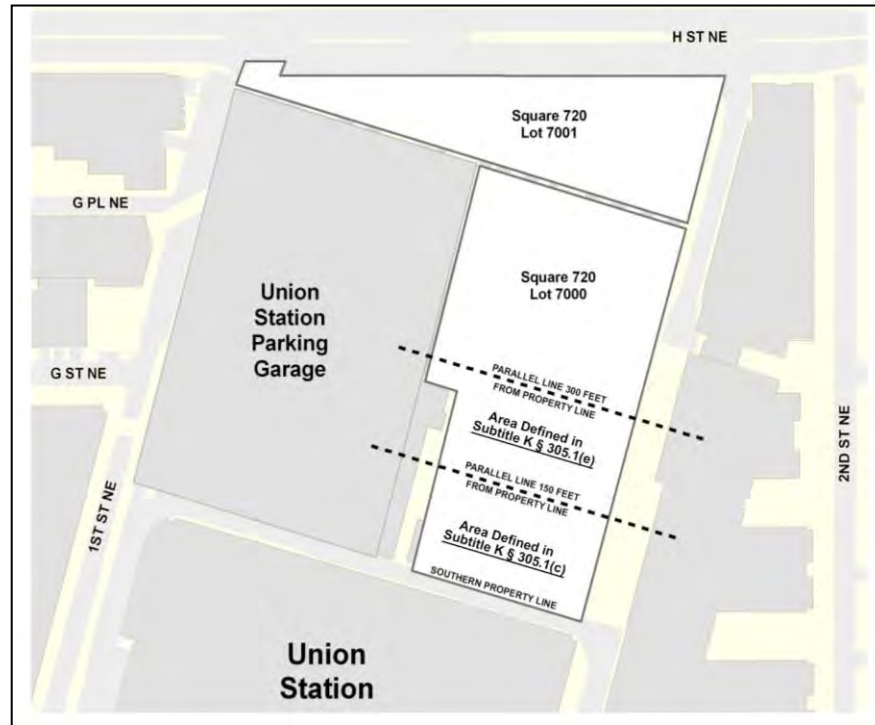 H ST NE
Square 720
Lot 7001
G PL NE
Square 720
Lot 7000
Union
Station
Parking
Garage
G ST NE
PARALLEL LINE 300 FEET
FROM PROPERTY LINE
Area Defined in
Subtitle K § 305.1(e)
PARALLEL LINE 150 FEET
FROM PROPERTY LINE
2ND ST NE
1ST ST NE
Area Defined in
Subtitle K § 305.1(c)
SOUTHERN PROPERTY LINE
Union
Station